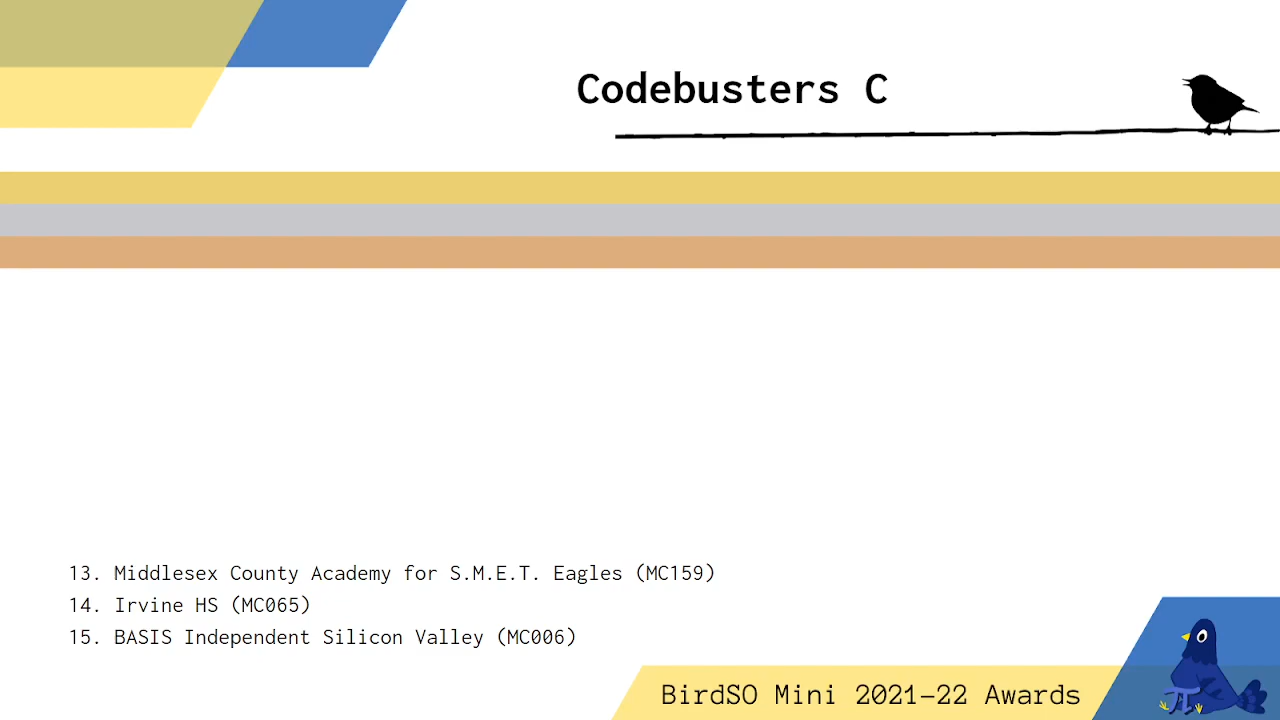 Codebusters C
13. Middlesex County Academy for S.M.E.T. Eagles (MC159)
14. Irvine HS (MC065)
15. BASIS Independent Silicon Valley (MC006)
BirdSO Mini 2021–22 Awards